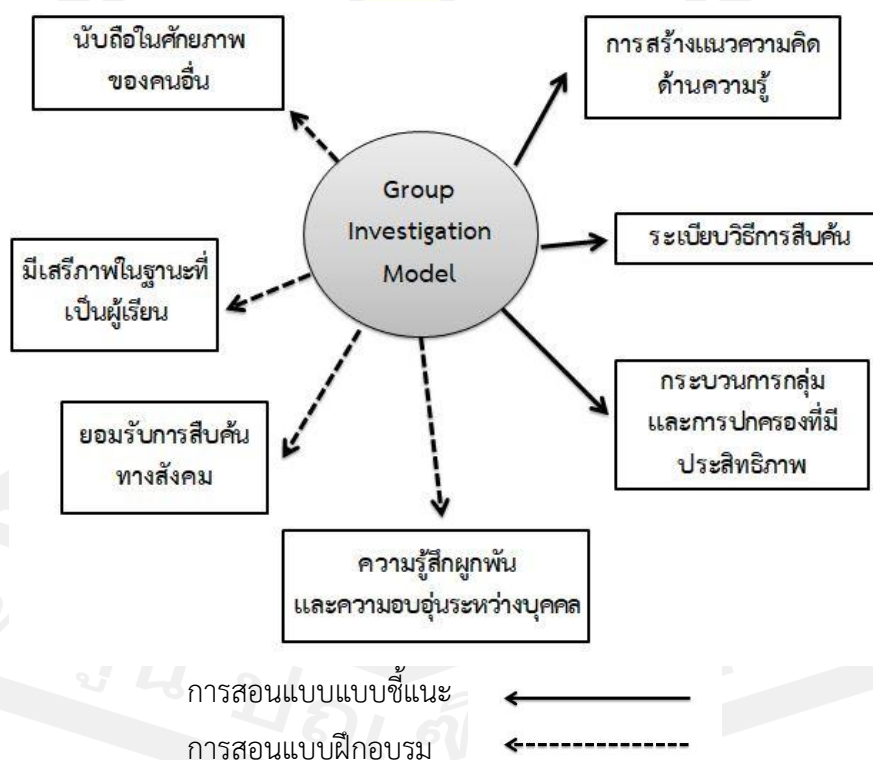 นับถือในศักยภาพ
ของคนอื่น
การสร้างแนวความคิด
ด้านความรู้
Group
Investigation
Model
ระเบียบวิธีการสืบค้น
มีเสรีภาพในฐานะที่
เป็นผู้เรียน
กระบวนการกลุ่ม
และการปกครองที่มี
ประสิทธิภาพ
ยอมรับการสืบค้น
ทางสังคม
ความรู้สึกผูกพัน
และความอบอุ่นระหว่างบุคคล
การสอนแบบแบบชี้แนะ
การสอนแบบฝึกอบรม